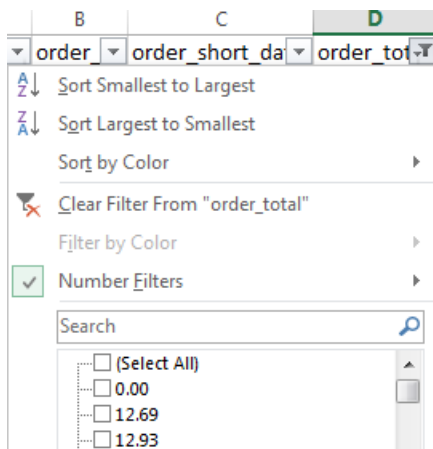 B C D
order_ order_short_da order_tot
Sort Smallest to Largest
Sort Largest to Smallest
Sort by Color
Clear Filter From "order_total"
Filter by Color
Number Filters
Search
(Select All)
0.00
12.69
12.93